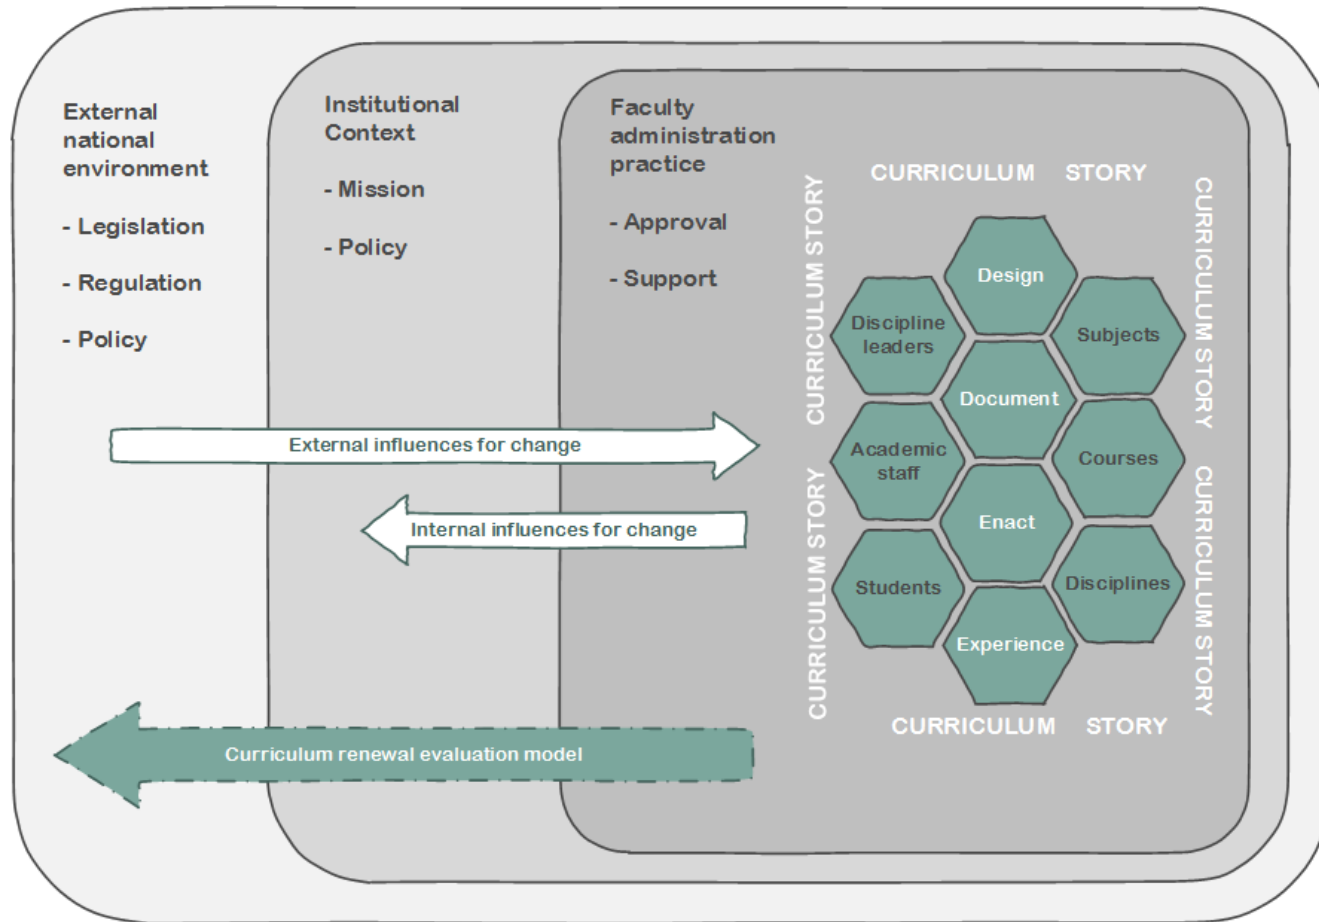 External
national
environment
- Legislation
- Regulation
- Policy
Institutional
Context
- Mission
- Policy
Faculty
administration
practice
- Approval
- Support
CURRICULUM STORY
CURRICULUM STORY
CURRICULUM STORY
CURRICULUM STORY
CURRICULUM STORY
CURRICULUM STORY
Design
Discipline
leaders
Subjects
Document
Academic
staff
Courses
Enact
Students
Disciplines
Experience
External influences for change
Internal influences for change
Curriculum renewal evaluation model